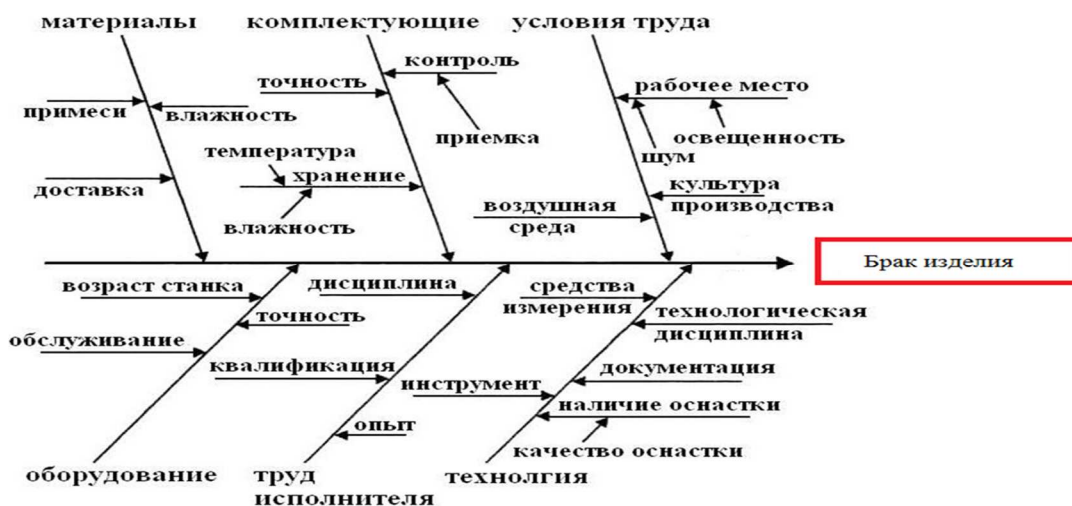 материалы
комплектующие
условия труда
контроль
точность
рабочее место
примеси
влажность
приемка
освещенность
температура
шум
хранение
доставка
культура
производства
воздушная
среда
влажность
Брак изделия
возраст станка
дисциплина
средства
измерения
точность
технологическая
дисциплина
обслуживание
квалификация
документация
инструмент
наличие оснастки
опыт
качество оснастки
оборудование
труд
исполнителя
технолгия